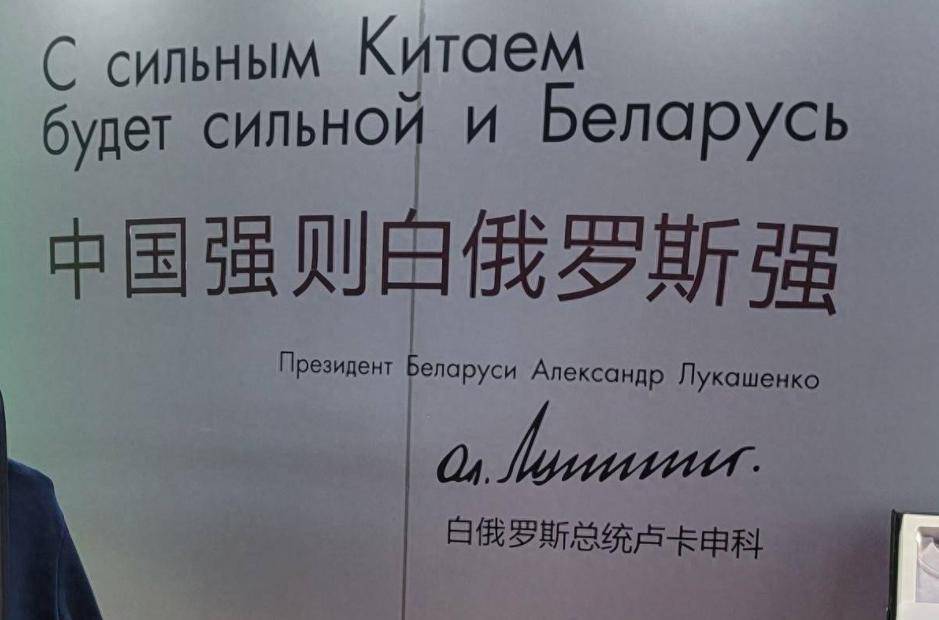 С сильным Китаем
будет сильной и Беларусь
中国强则白俄罗斯强
Президент Беларуси Александр Лукашенко
白俄罗斯总统卢卡申科